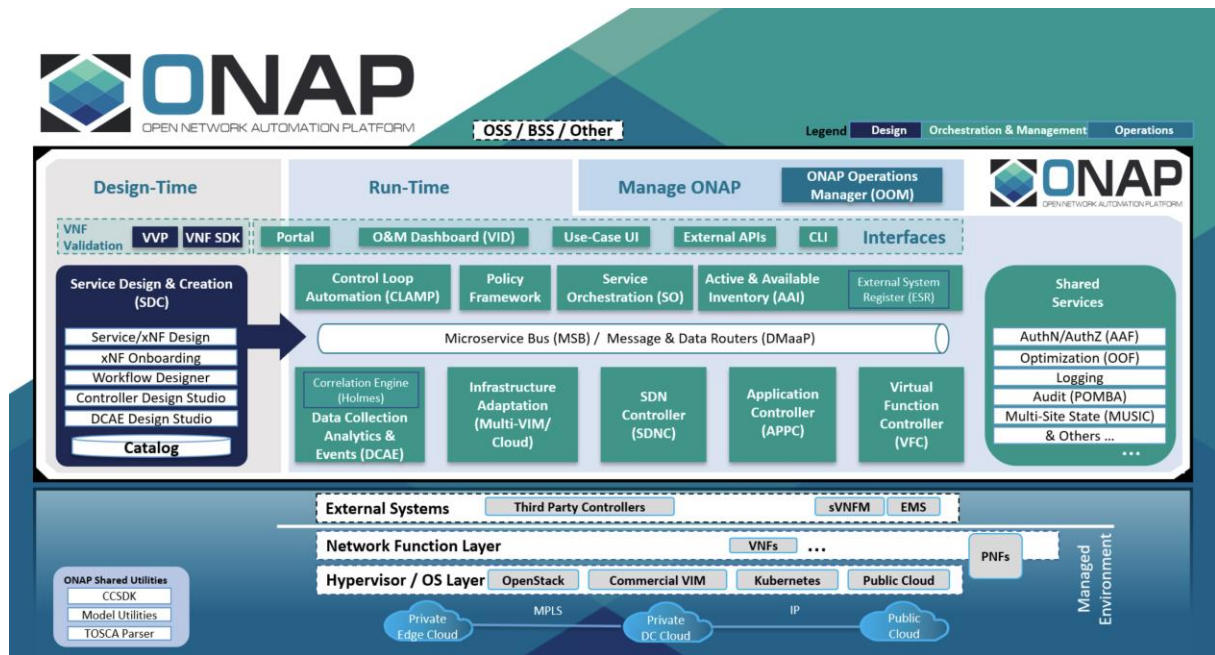 ONAP
OPEN NETWORK AUTOMATION PLATFORM
OSS / BSS / Other
Legend
Design
Orchestration & Management
Operations
Design-Time
Run-Time
Manage ONAP
ONAP Operations
Manager (OOM)
ONAP
OPEN NETWORK AUTOMATION PLATFORM
VNF
Validation
VVP
VNF SDK
Portal
O&M Dashboard (VID)
Use-Case UI
External APIs
CLI
Interfaces
Service Design & Creation
(SDC)
Service/xNF Design
xNF Onboarding
Workflow Designer
Controller Design Studio
DCAE Design Studio
Catalog
Control Loop
Automation (CLAMP)
Policy
Framework
Service
Orchestration (SO)
Active & Available
Inventory (AAI)
External System
Register (ESR)
Microservice Bus (MSB) / Message & Data Routers (DMaaP)
Correlation Engine
(Holmes)
Data Collection
Analytics &
Events (DCAE)
Infrastructure
Adaptation
(Multi-VIM/
Cloud)
SDN
Controller
(SDNC)
Application
Controller
(APPC)
Virtual
Function
Controller
(VFC)
Shared
Services
AuthN/AuthZ (AAF)
Optimization (OOF)
Logging
Audit (POMBA)
Multi-Site State (MUSIC)
& Others ...
...
External Systems
Third Party Controllers
sVNFM
EMS
Network Function Layer
VNFs
...
PNFs
Hypervisor / OS Layer
OpenStack
Commercial VIM
Kubernetes
Public Cloud
Private
Edge Cloud
MPLS
Private
DC Cloud
IP
Public
Cloud
Managed
Environment
ONAP Shared Utilities
CCSDK
Model Utilities
TOSCA Parser